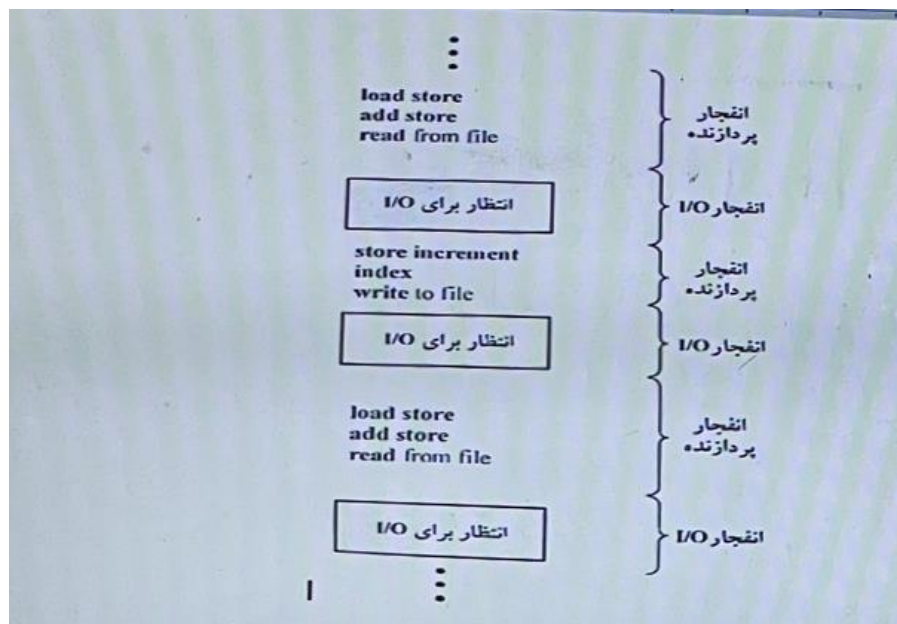 load store
add store
read from file
انفجار
پردازنده
انتظار برای I/O
انفجار I/O
store increment
index
write to file
انفجار
پردازنده
انتظار برای I/O
انفجار I/O
load store
add store
read from file
انفجار
پردازنده
انتظار برای I/O
انفجار I/O